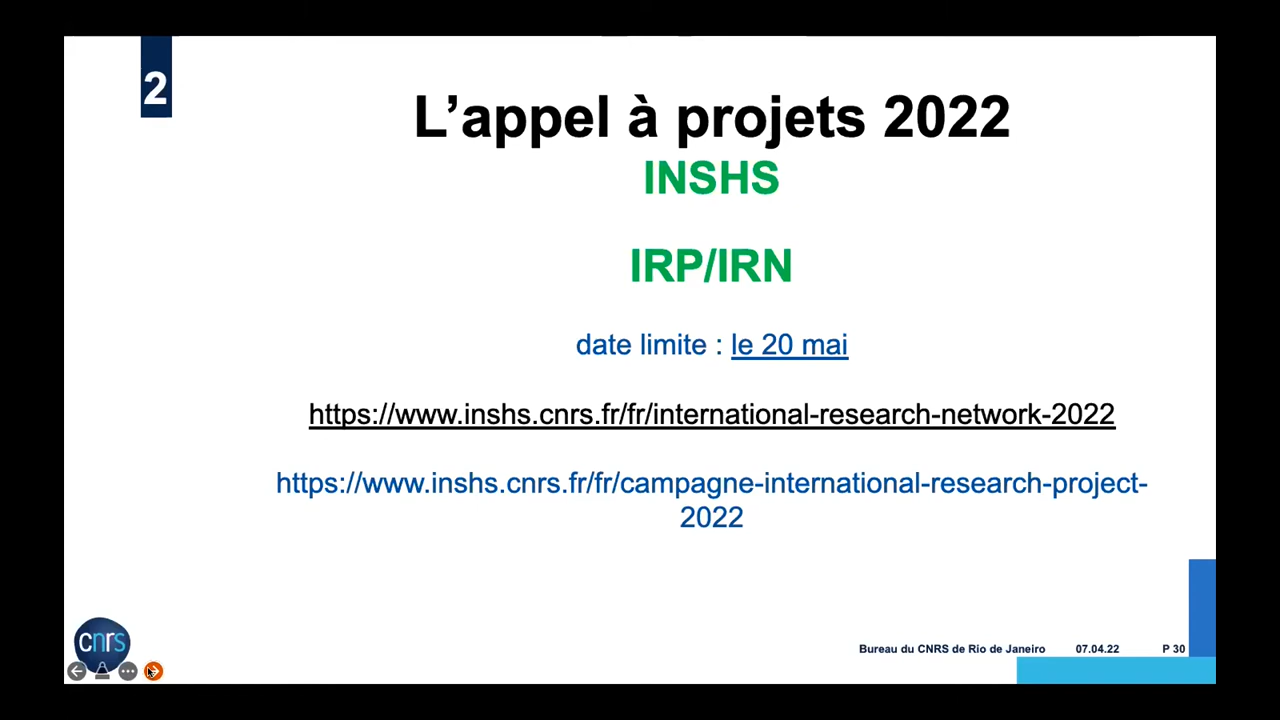 2
L’appel à projets 2022
INSHS
IRP/IRN
date limite : le 20 mai
https://www.inshs.cnrs.fr/fr/international-research-network-2022
https://www.inshs.cnrs.fr/fr/campagne-international-research-project-
2022
cnrs
Bureau du CNRS de Rio de Janeiro 07.04.22 P 30